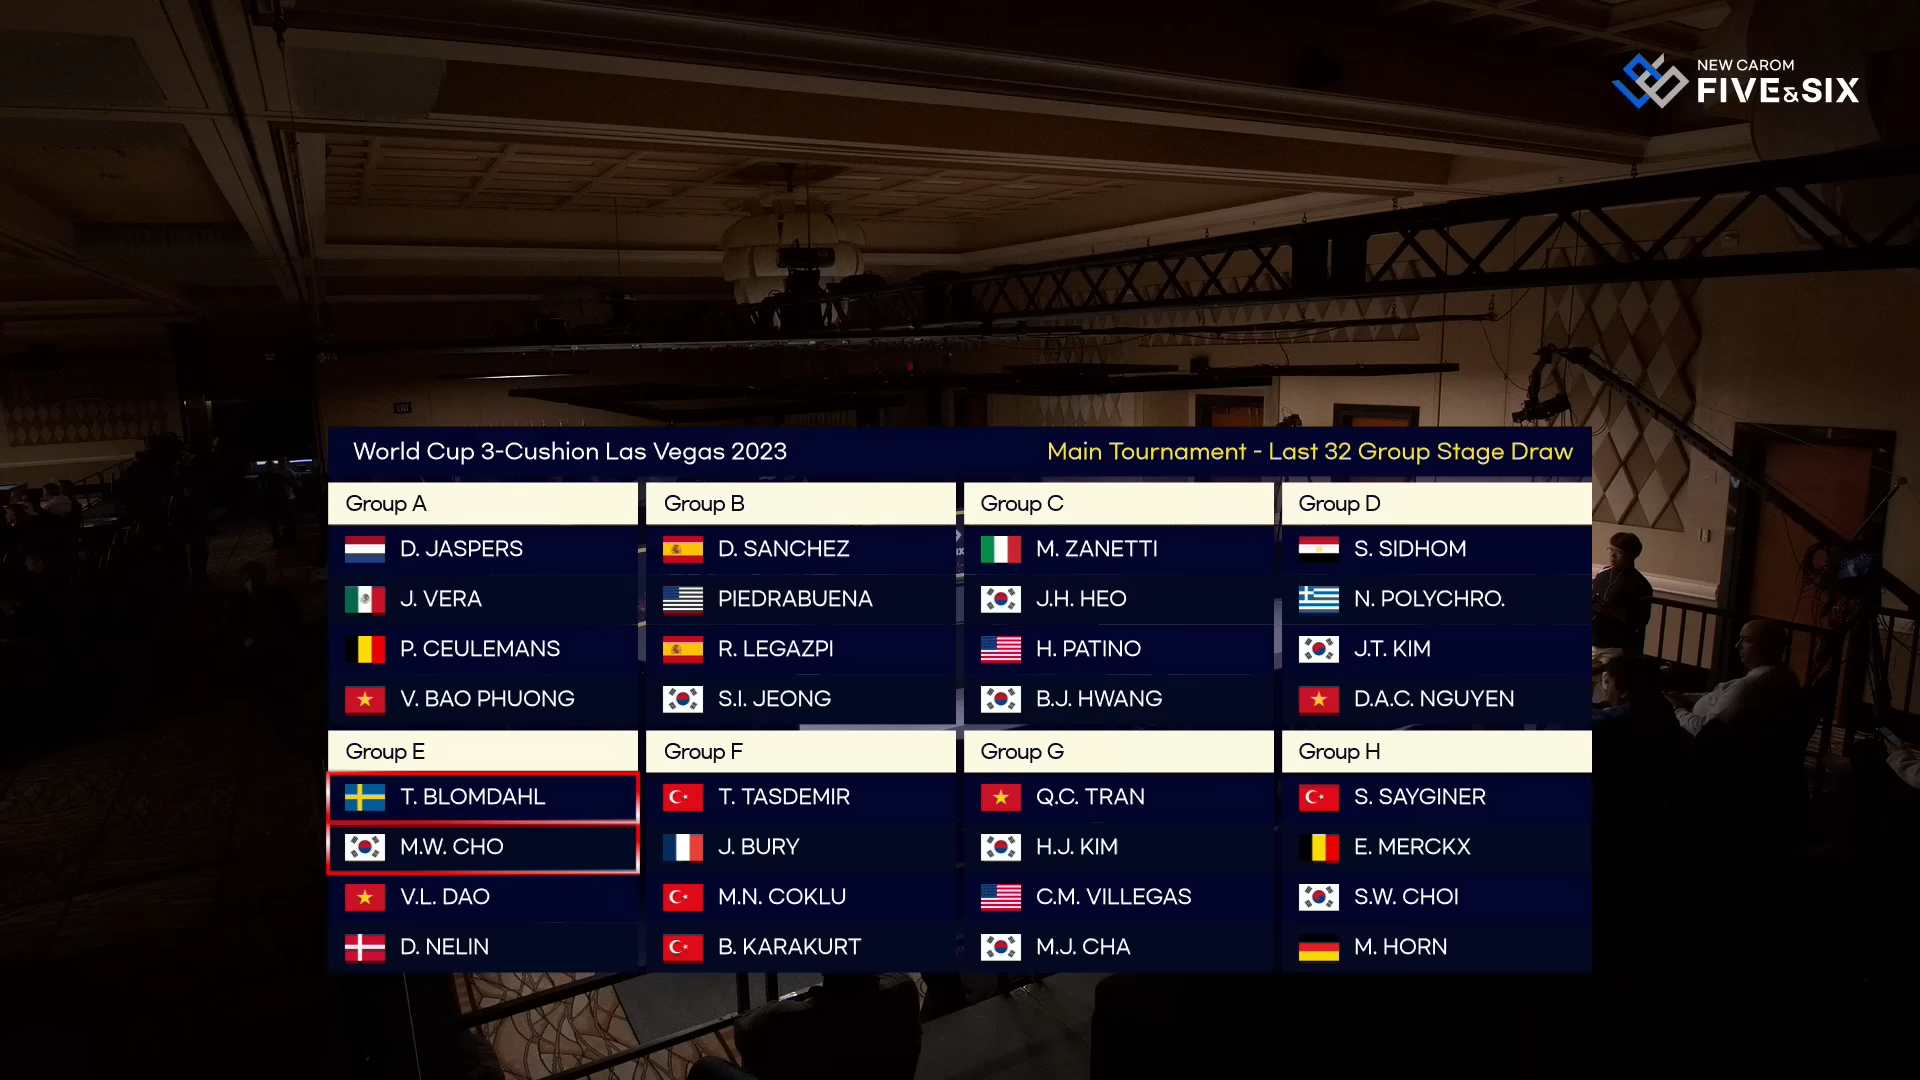 NEW CAROM
FIVE&SIX
World Cup 3-Cushion Las Vegas 2023
Main Tournament - Last 32 Group Stage Draw
Group A
D. JASPERS
J. VERA
P. CEULEMANS
V. BAO PHUONG
Group B
D. SANCHEZ
PIEDRABUENA
R. LEGAZPI
S.I. JEONG
Group C
M. ZANETTI
J.H. HEO
H. PATINO
B.J. HWANG
Group D
S. SIDHOM
N. POLYCHRO.
J.T. KIM
D.A.C. NGUYEN
Group E
T. BLOMDAHL
M.W. CHO
V.L. DAO
D. NELIN
Group F
T. TASDEMIR
J. BURY
M.N. COKLU
B. KARAKURT
Group G
Q.C. TRAN
H.J. KIM
C.M. VILLEGAS
M.J. CHA
Group H
S. SAYGINER
E. MERCKX
S.W. CHOI
M. HORN